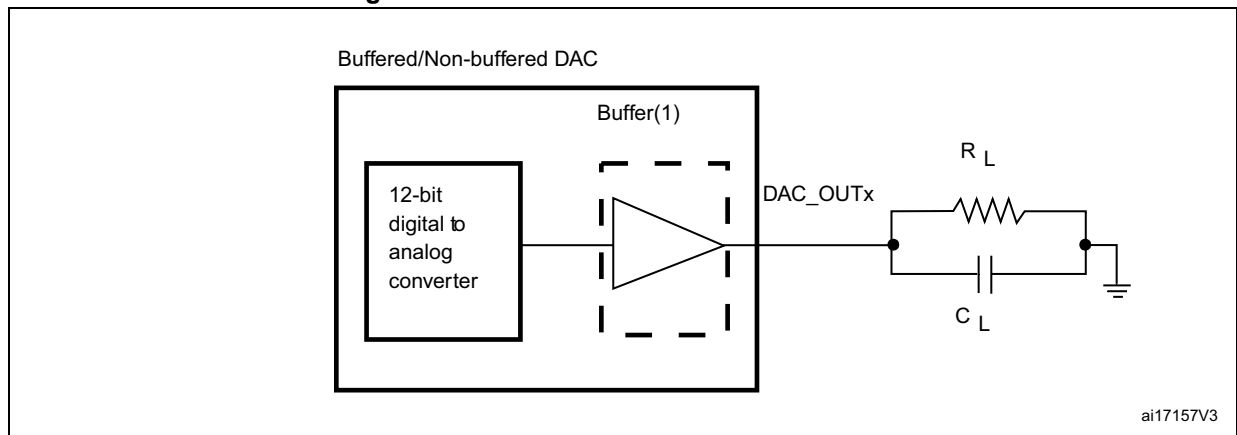 Buffered/Non-buffered DAC
Buffer(1)
12-bit
digital to
analog
converter
DAC_OUTx
R L
C L
ai17157V3